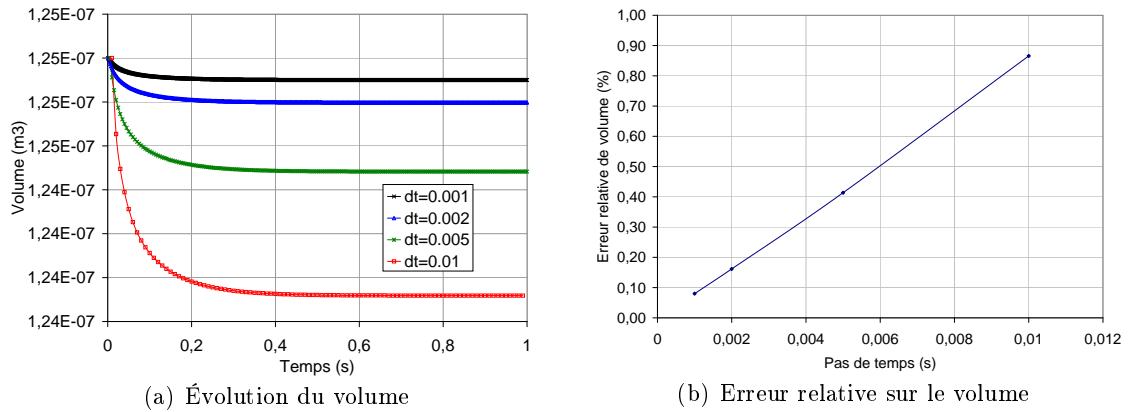 1,25E-07
1,25E-07
1,25E-07
1,25E-07
1,24E-07
1,24E-07
1,24E-07
1,24E-07
Volume (m3)
0
0,2
0,4
0,6
0,8
1
Temps (s)
dt=0.001
dt=0.002
dt=0.005
dt=0.01
(a) Évolution du volume
1,00
0,90
0,80
0,70
0,60
0,50
0,40
0,30
0,20
0,10
0,00
Erreur relative de volume (%)
0
0,002
0,004
0,006
0,008
0,01
0,012
Pas de temps (s)
(b) Erreur relative sur le volume